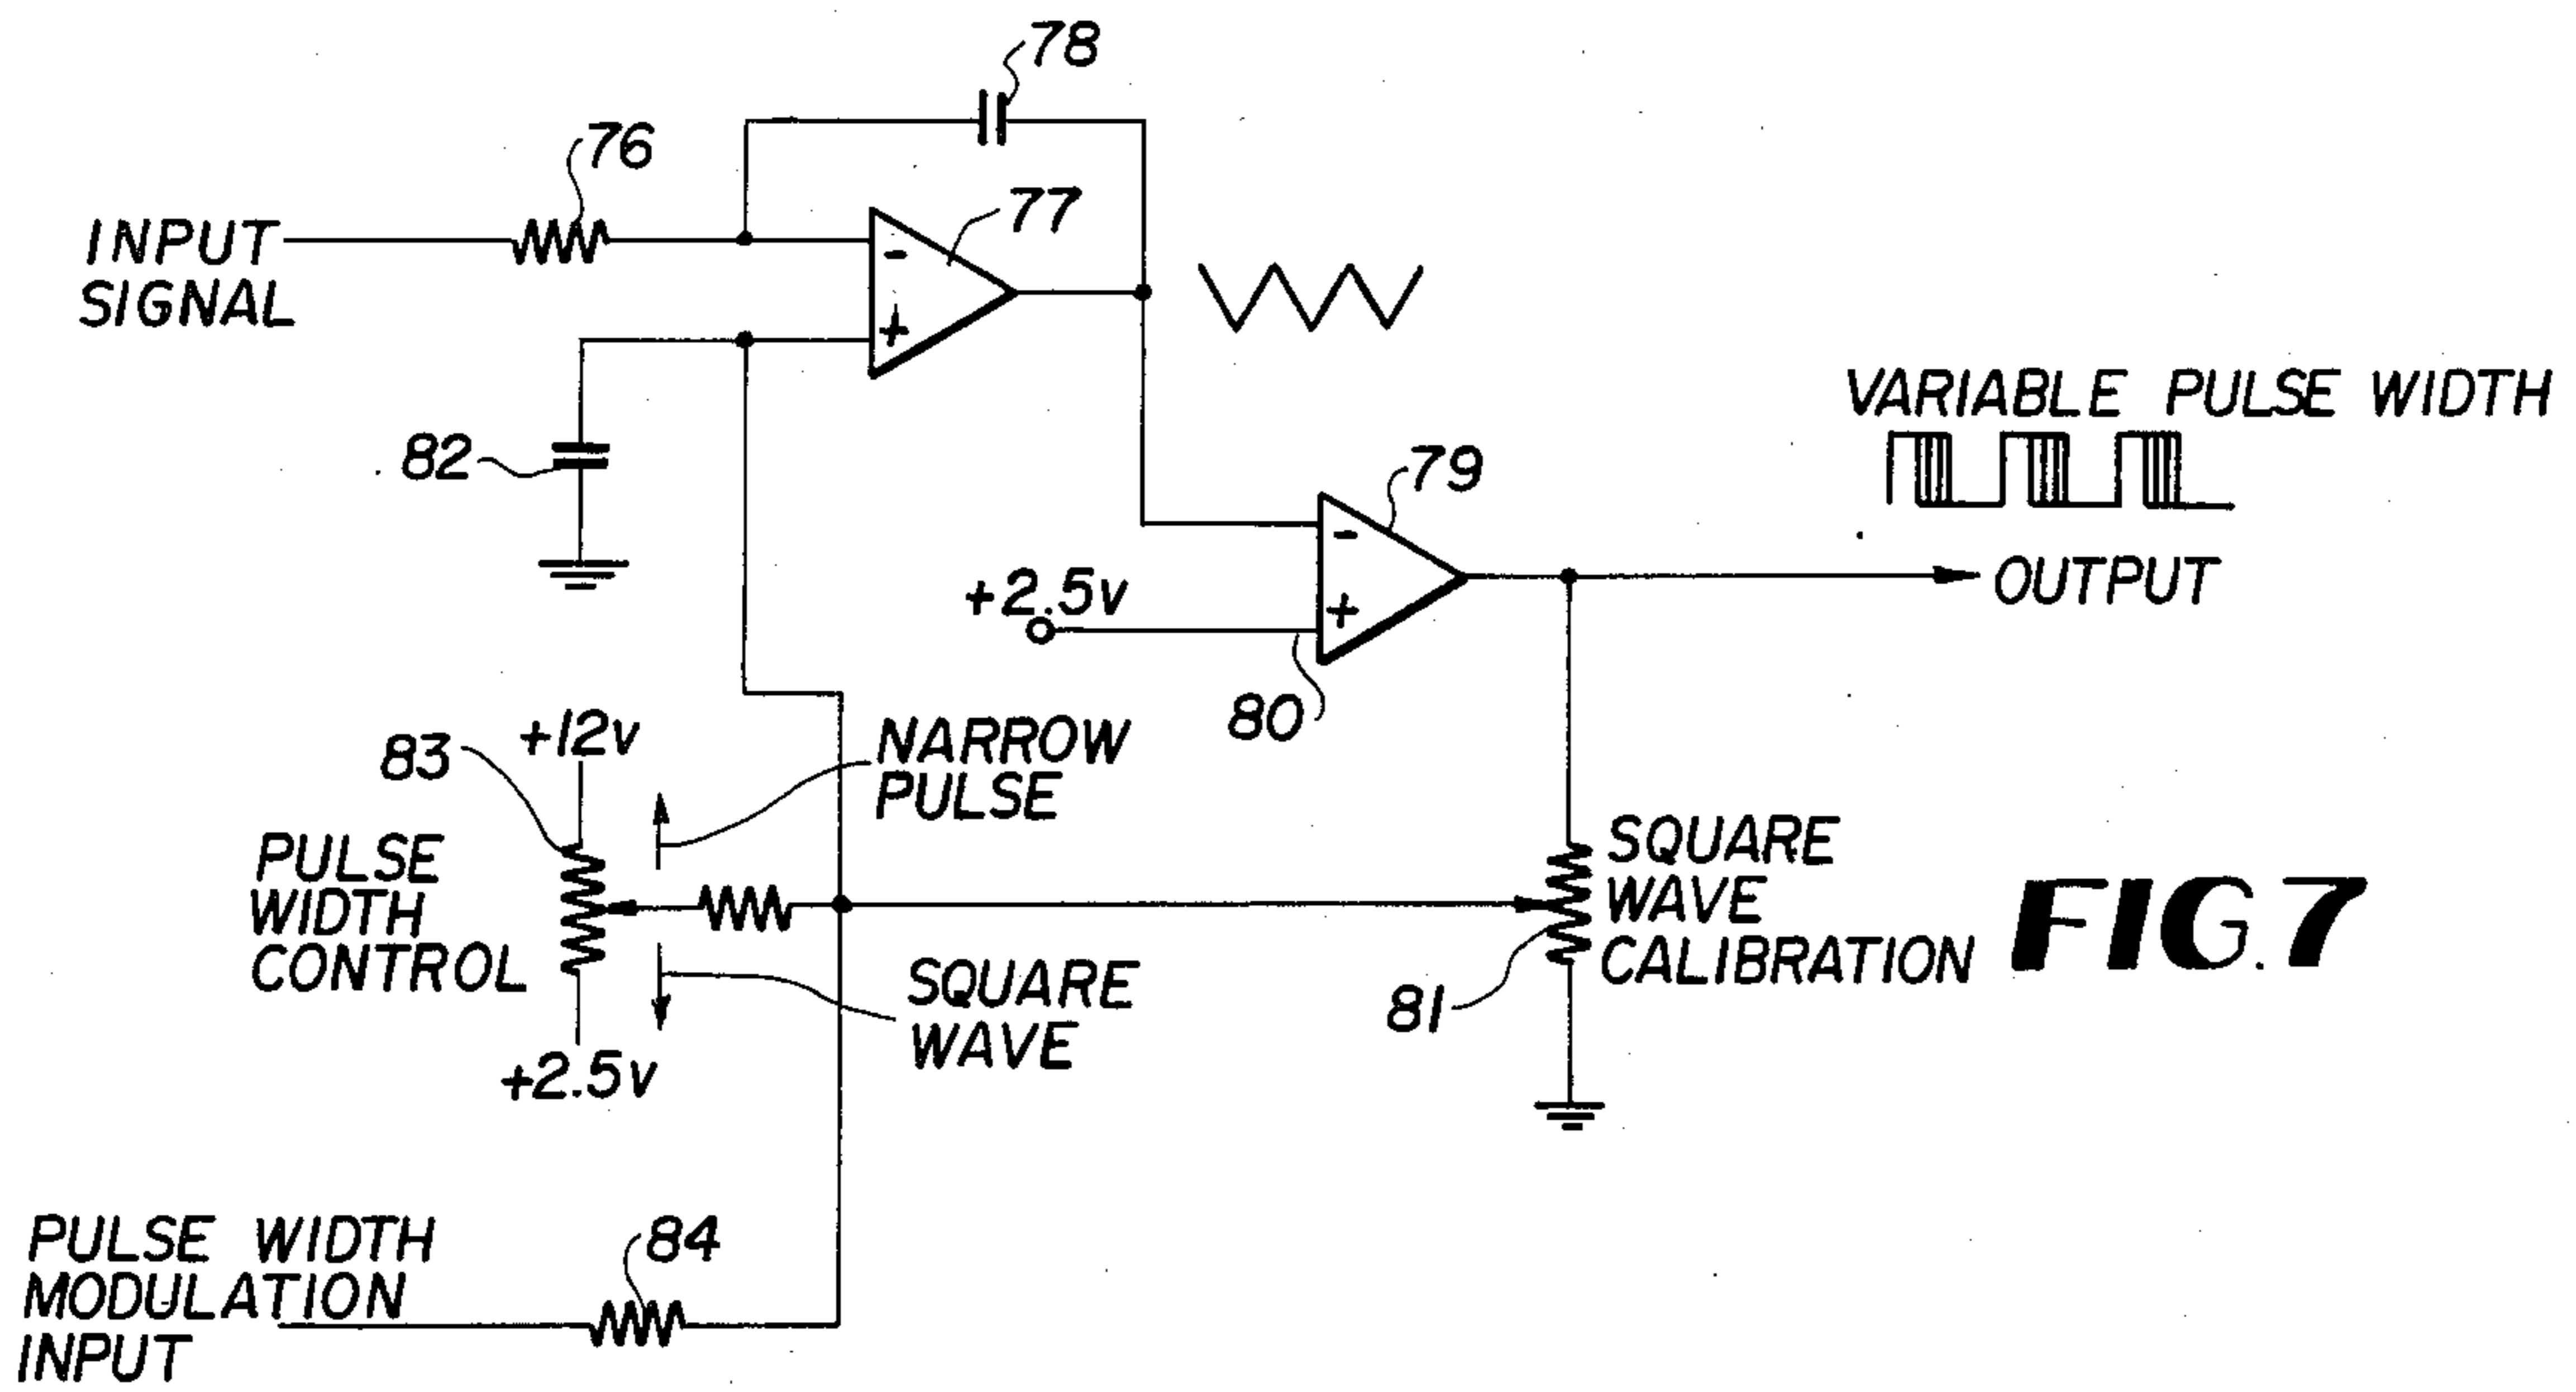 78
76
77
INPUT
SIGNAL
-
+
VARIABLE PULSE WIDTH
82
79
-
+2.5v
+
OUTPUT
80
83
+12v
NARROW
PULSE
PULSE
WIDTH
CONTROL
SQUARE
WAVE
CALIBRATION
FIG.7
SQUARE
WAVE
81
+2.5v
84
PULSE WIDTH
MODULATION
INPUT